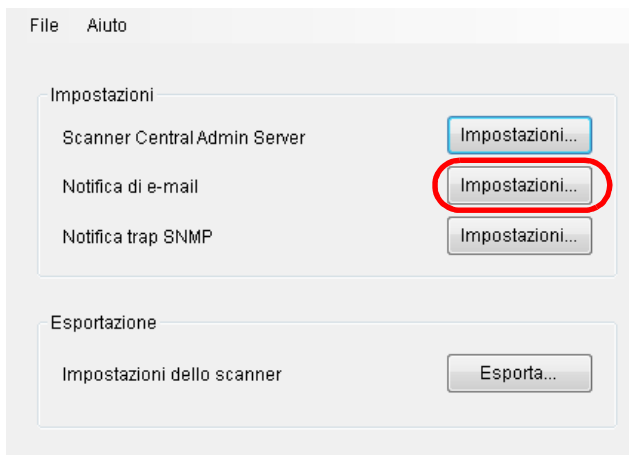 File Aiuto
Impostazioni
Scanner Central Admin Server Impostazioni...
Notifica di e-mail Impostazioni...
Notifica trap SNMP Impostazioni...
Esportazione
Impostazioni dello scanner Esporta...